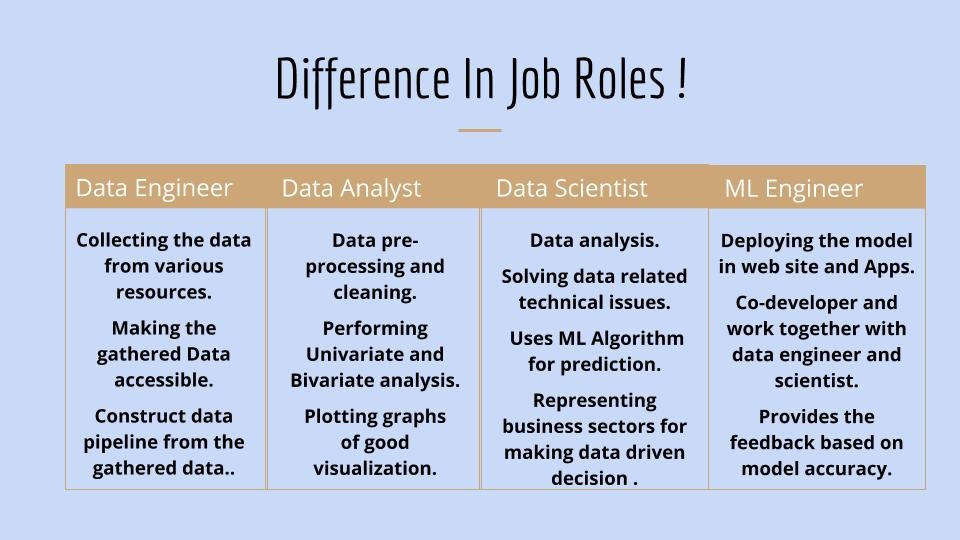 Difference In Job Roles !
Data Engineer
Collecting the data
from various
resources.
Making the
gathered Data
accessible.
Construct data
pipeline from the
gathered data..
Data Analyst
Data pre-
processing and
cleaning.
Performing
Univariate and
Bivariate analysis.
Plotting graphs
of good
visualization.
Data Scientist
Data analysis.
Solving data related
technical issues.
Uses ML Algorithm
for prediction.
Representing
business sectors for
making data driven
decision .
ML Engineer
Deploying the model
in web site and Apps.
Co-developer and
work together with
data engineer and
scientist.
Provides the
feedback based on
model accuracy.